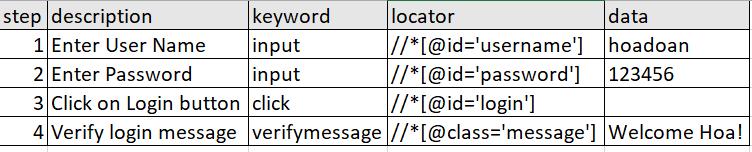 step description keyword locator data
1 Enter User Name input //*[@id='username'] hoadoan
2 Enter Password input //*[@id='password'] 123456
3 Click on Login button click //*[@id='login']
4 Verify login message verifymessage //*[@class='message'] Welcome Hoa!